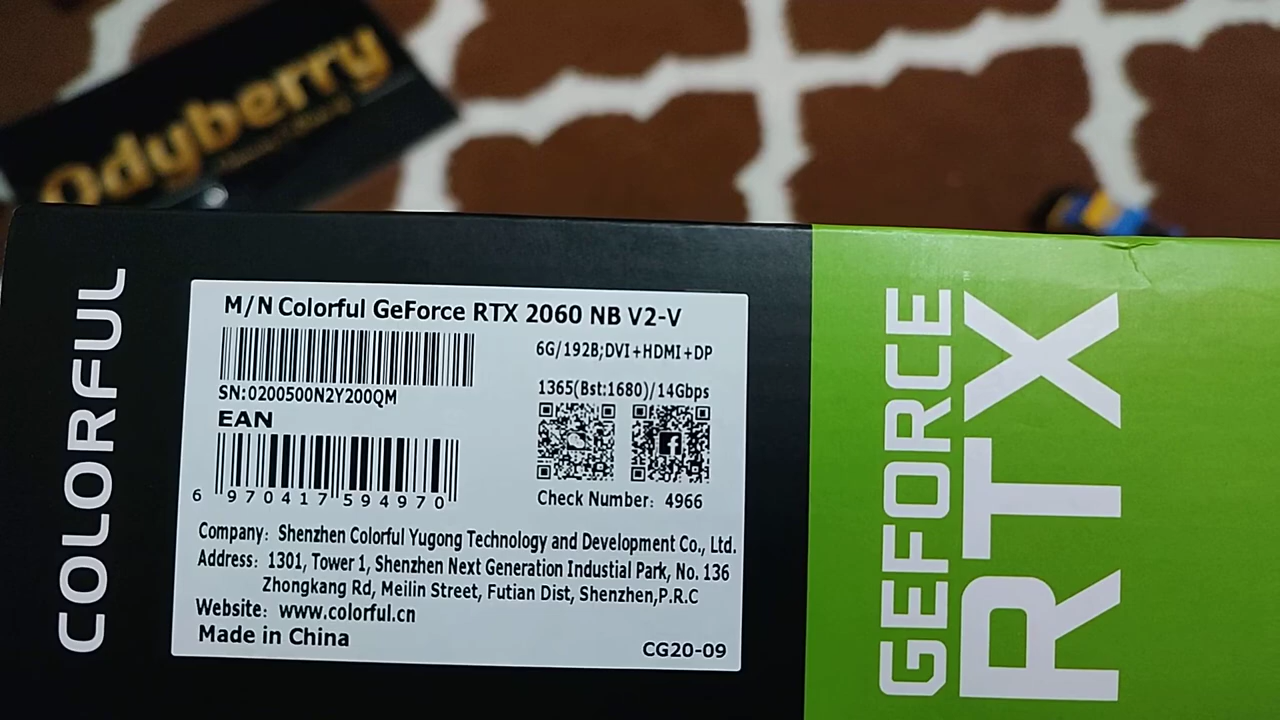 Odyberry
COLORFUL
M/N Colorful GeForce RTX 2060 NB V2-V
6G/192B;DVI+HDMI+DP
SN:0200500N2Y200QM
1365(Bst:1680)/14Gbps
EAN
6 970417 594970
Check Number: 4966
Company: Shenzhen Colorful Yugong Technology and Development Co., Ltd.
Address: 1301, Tower 1, Shenzhen Next Generation Industial Park, No. 136
Zhongkang Rd, Meilin Street, Futian Dist, Shenzhen,P.R.C
Website: www.colorful.cn
Made in China
CG20-09
GEFORCE
RTX